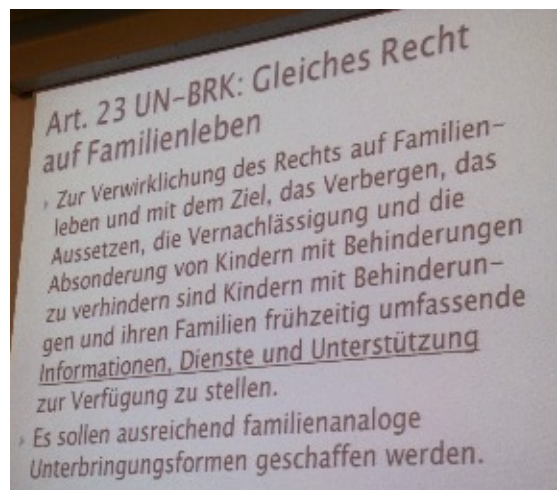 Art. 23 UN-BRK: Gleiches Recht
auf Familienleben
Zur Verwirklichung des Rechts auf Familien-
leben und mit dem Ziel, das Verbergen, das
Aussetzen, die Vernachlässigung und die
Absonderung von Kindern mit Behinderungen
zu verhindern sind Kindern mit Behinderun-
gen und ihren Familien frühzeitig umfassende
Informationen, Dienste und Unterstützung
zur Verfügung zu stellen.
Es sollen ausreichend familienanaloge
Unterbringungsformen geschaffen werden.